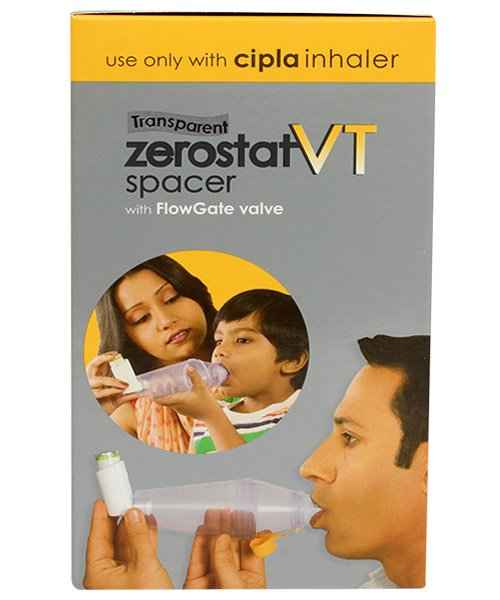 use only with cipla inhaler
Transparent
zerostat VT
spacer
with FlowGate valve